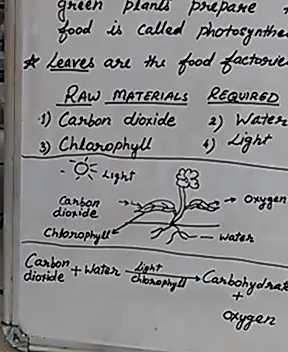 green plants prepare
food is called photosynthe
* Leaves are the food factorie
RAW MATERIALS REQUIRED
1) Carbon dioxide 2) Water
3) Chlorophyll 4) Light
Light
Carbon dioxide
Oxygen
Chlorophyll
Water
Carbon dioxide + Water Light Chlorophyll → Carbohydrate
+
Oxygen